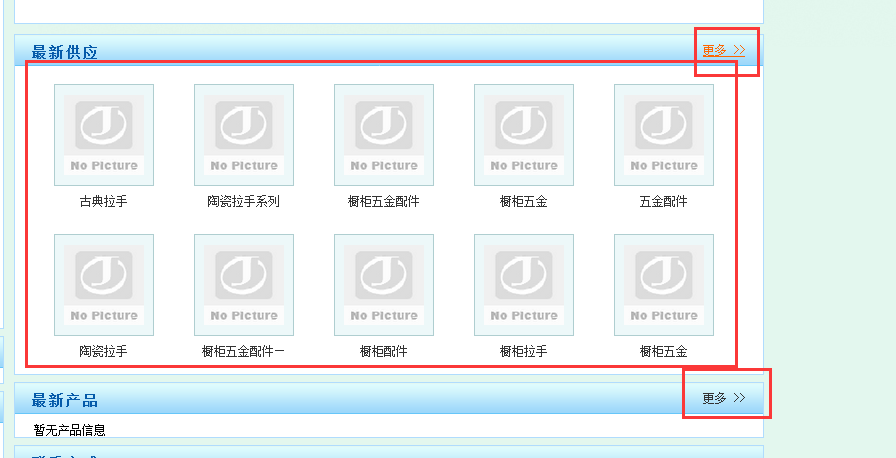 最新供应
更多 >>
No Picture No Picture No Picture No Picture No Picture
古典拉手 陶瓷拉手系列 橱柜五金配件 橱柜五金 五金配件
No Picture No Picture No Picture No Picture No Picture
陶瓷拉手 橱柜五金配件一 橱柜配件 橱柜拉手 橱柜五金
最新产品
更多 >>
暂无产品信息